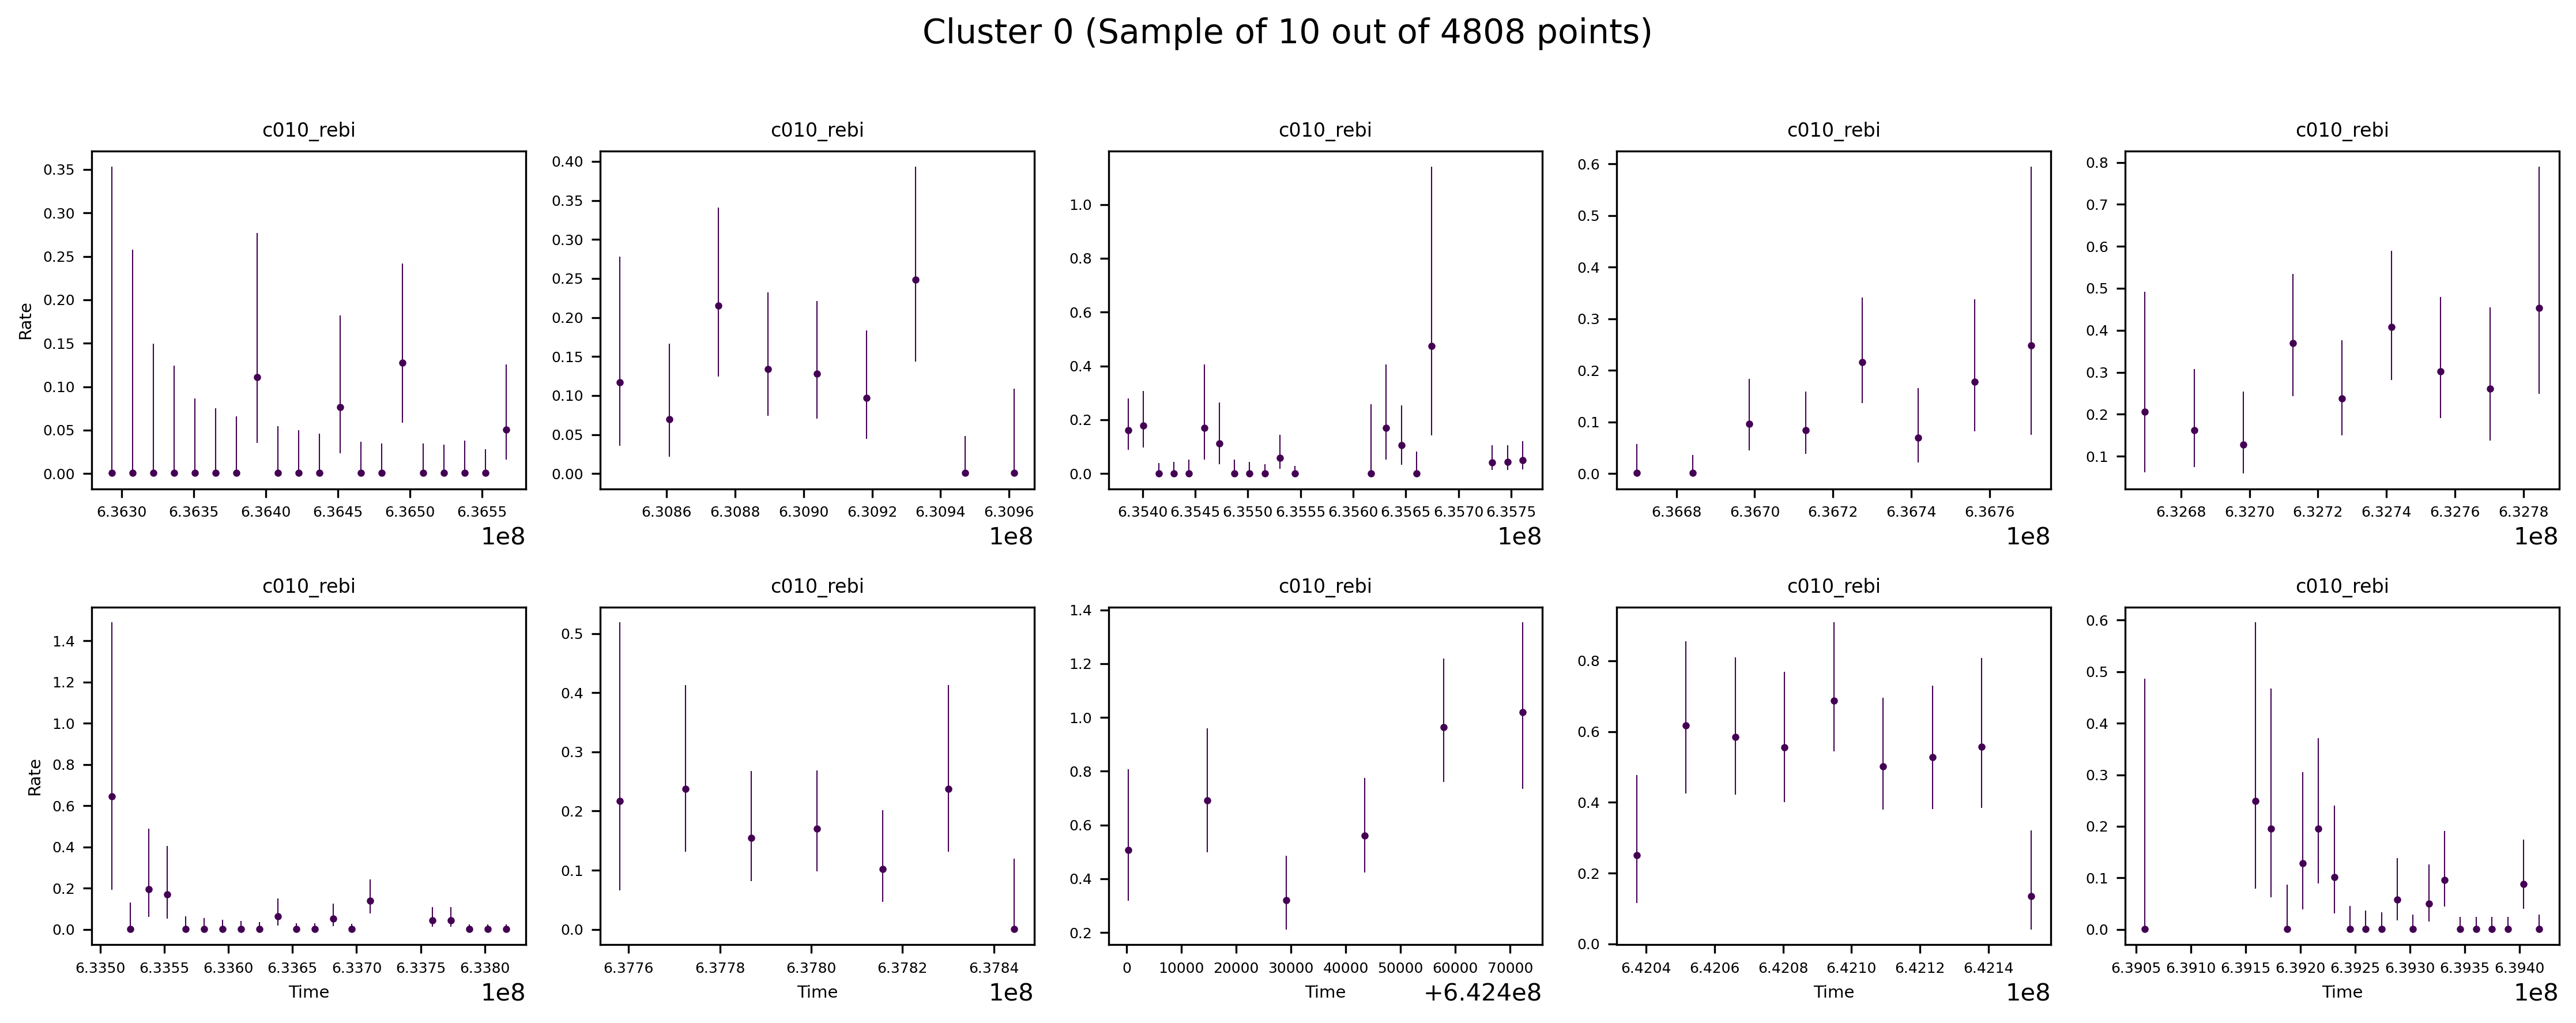 Cluster 0 (Sample of 10 out of 4808 points)
c010_rebi c010_rebi c010_rebi c010_rebi c010_rebi
Rate
0.35
0.30
0.25
0.20
0.15
0.10
0.05
0.00
6.3630 6.3635 6.3640 6.3645 6.3650 6.3655
1e8
0.40
0.35
0.30
0.25
0.20
0.15
0.10
0.05
0.00
6.3086 6.3088 6.3090 6.3092 6.3094 6.3096
1e8
1.0
0.8
0.6
0.4
0.2
0.0
6.3540 6.3545 6.3550 6.3555 6.3560 6.3565 6.3570 6.3575
1e8
0.6
0.5
0.4
0.3
0.2
0.1
0.0
6.3668 6.3670 6.3672 6.3674 6.3676
1e8
0.8
0.7
0.6
0.5
0.4
0.3
0.2
0.1
6.3268 6.3270 6.3272 6.3274 6.3276 6.3278
1e8
c010_rebi c010_rebi c010_rebi c010_rebi c010_rebi
Rate
1.4
1.2
1.0
0.8
0.6
0.4
0.2
0.0
6.3350 6.3355 6.3360 6.3365 6.3370 6.3375 6.3380
Time
1e8
0.5
0.4
0.3
0.2
0.1
0.0
6.3776 6.3778 6.3780 6.3782 6.3784
Time
1e8
1.4
1.2
1.0
0.8
0.6
0.4
0.2
0 10000 20000 30000 40000 50000 60000 70000
Time
+6.424e8
0.8
0.6
0.4
0.2
0.0
6.4204 6.4206 6.4208 6.4210 6.4212 6.4214
Time
1e8
0.6
0.5
0.4
0.3
0.2
0.1
0.0
6.3905 6.3910 6.3915 6.3920 6.3925 6.3930 6.3935 6.3940
Time
1e8